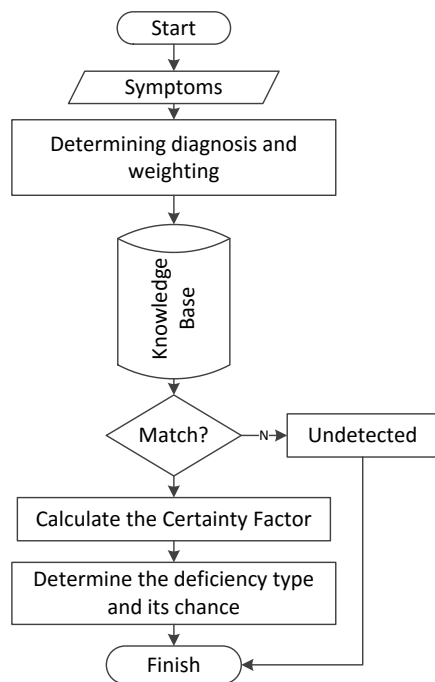 Start
Symptoms
Determining diagnosis and
weighting
Knowledge
Base
Match?
N
Undetected
Calculate the Certainty Factor
Determine the deficiency type
and its chance
Finish